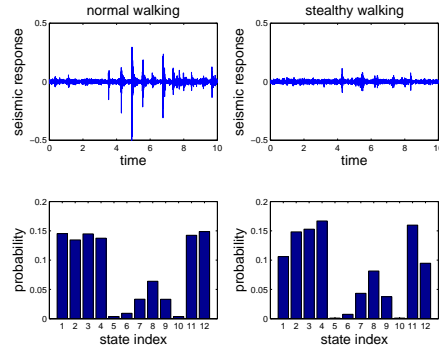 normal walking
stealthy walking
0.5
0
−0.5
seismic response
0 2 4 6 8 10
time
0.5
0
−0.5
seismic response
0 2 4 6 8 10
time
0.2
0.15
0.1
0.05
0
probability
1 2 3 4 5 6 7 8 9 10 11 12
state index
0.2
0.15
0.1
0.05
0
probability
1 2 3 4 5 6 7 8 9 10 11 12
state index